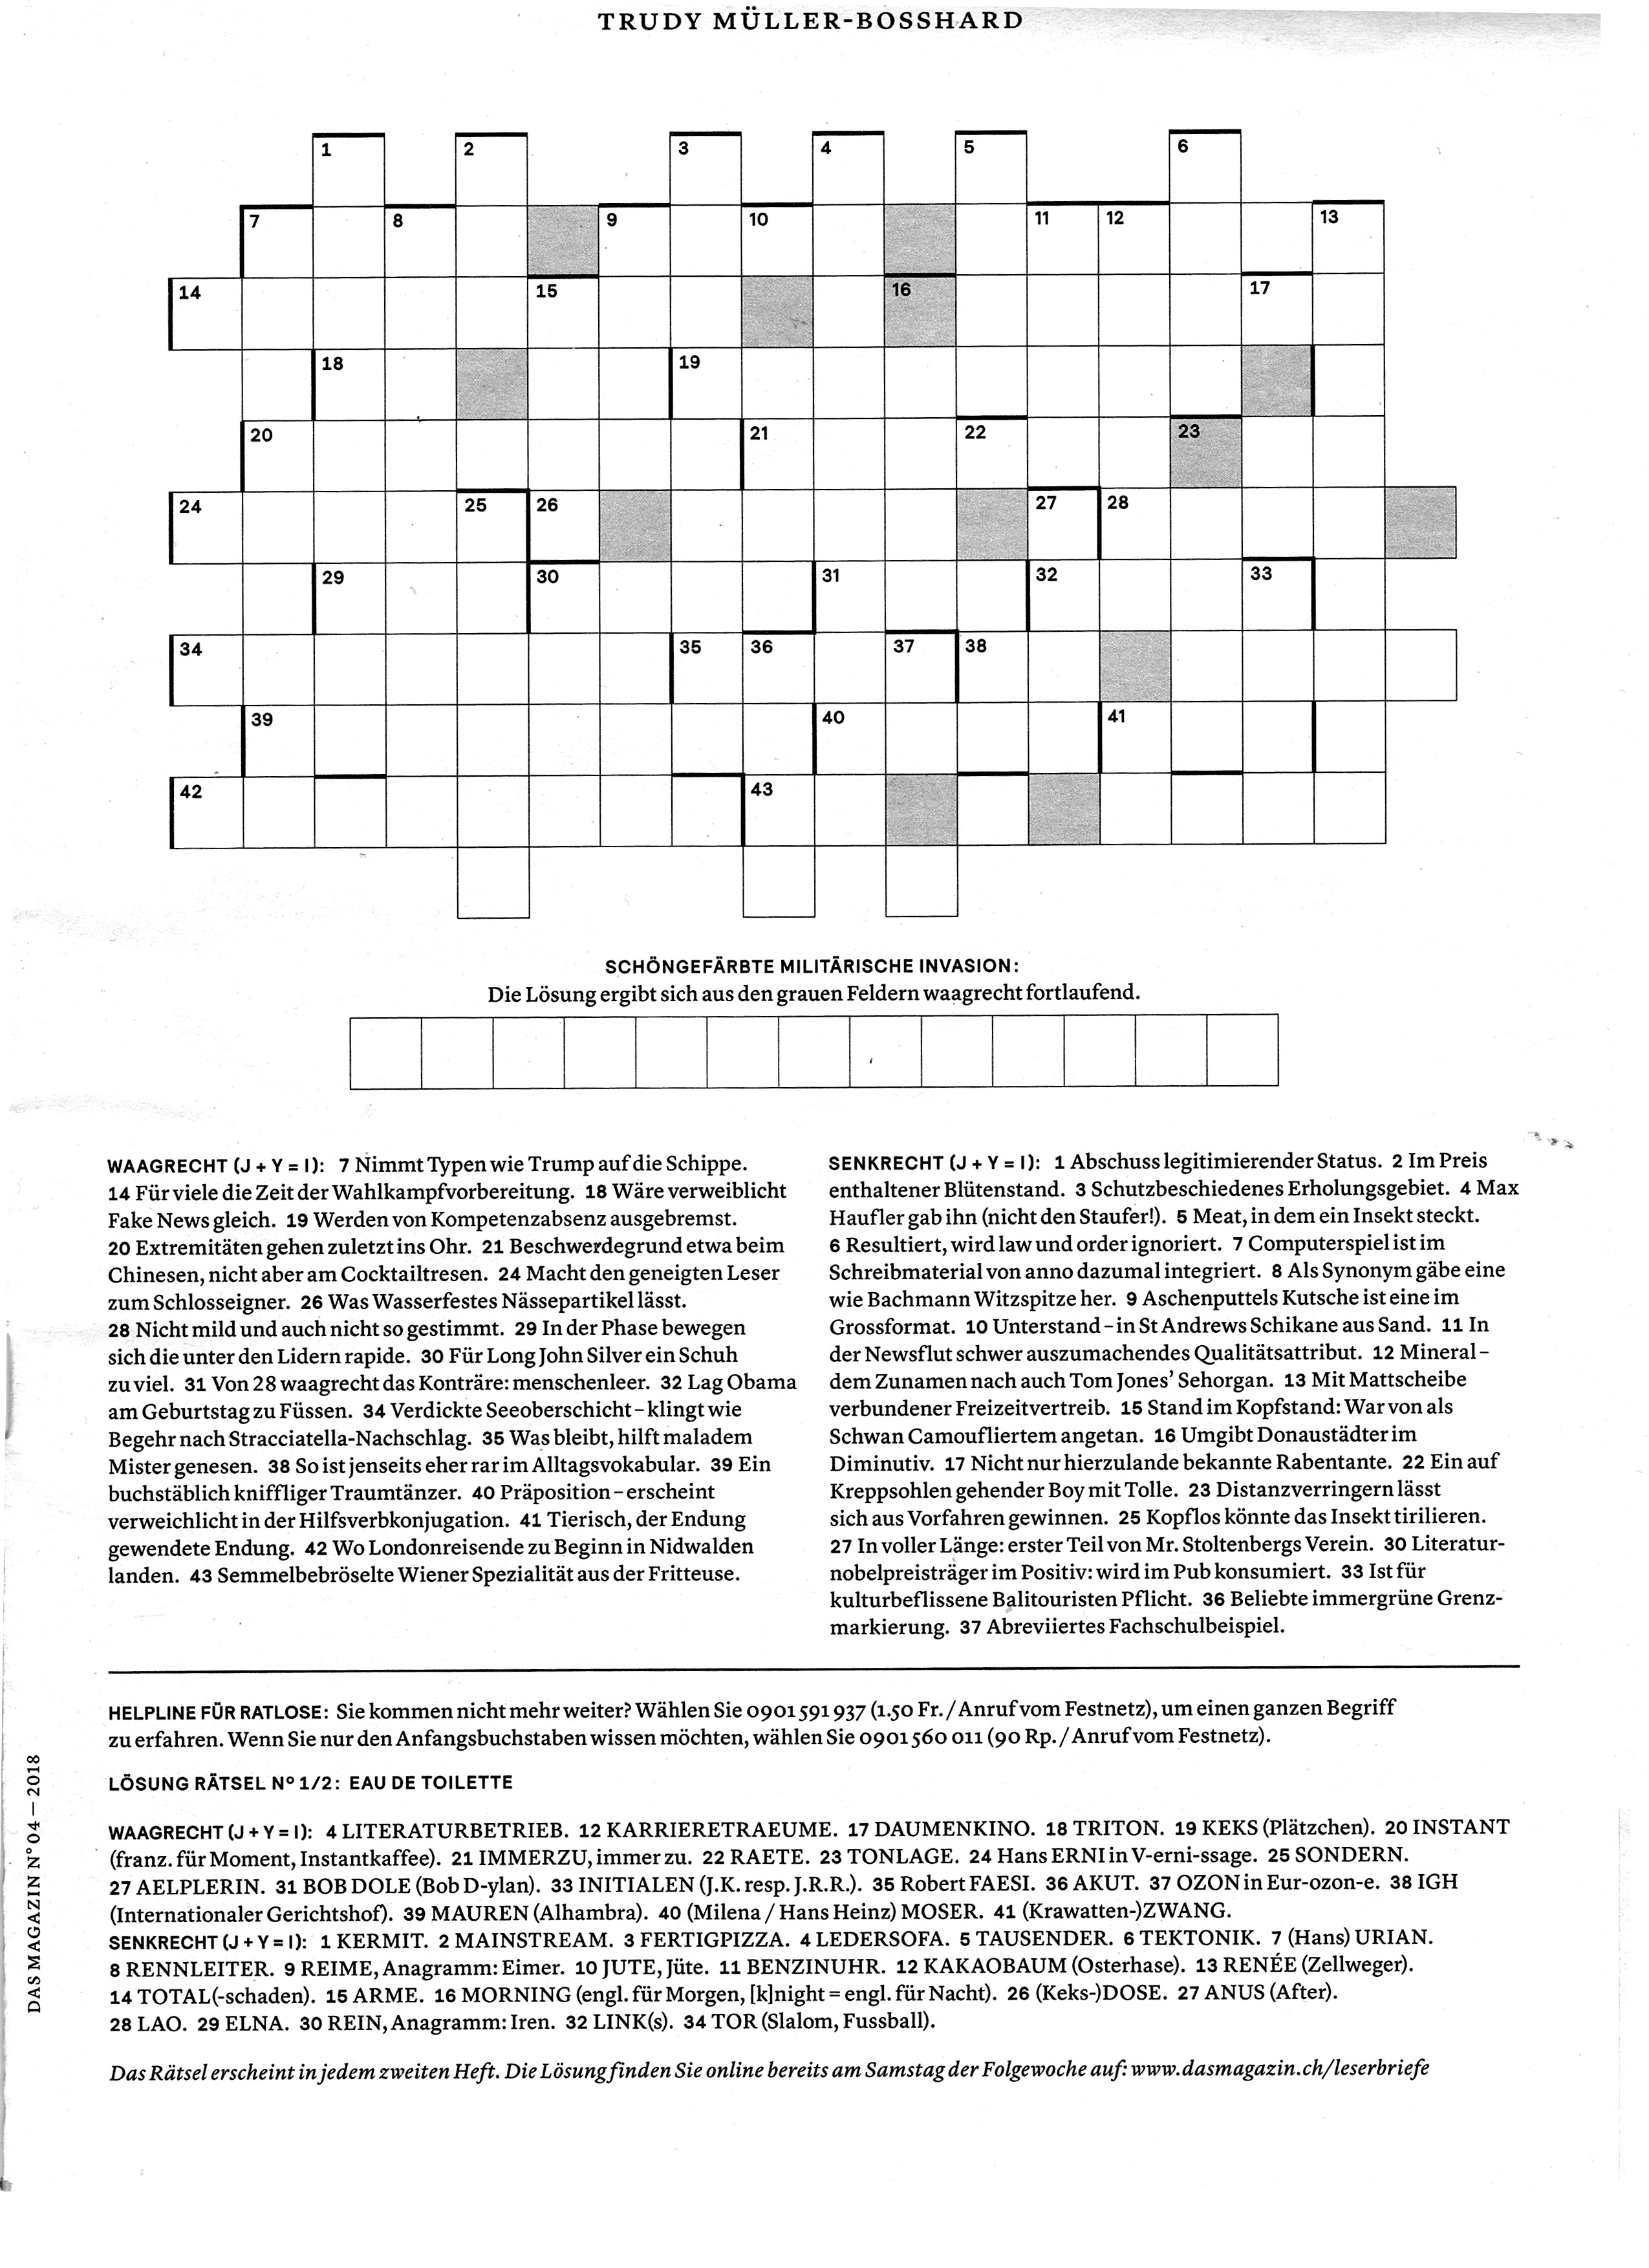 TRUDY MÜLLER-BOSSHARD
1 2 3 4 5 6
7 8 9 10 11 12 13
14 15 16 17
18 19
20 21 22 23
24 25 26 27 28
29 30 31 32 33
34 35 36 37 38
39 40 41
42 43
SCHÖNGEFÄRBTE MILITÄRISCHE INVASION:
Die Lösung ergibt sich aus den grauen Feldern waagrecht fortlaufend.
WAAGRECHT (J + Y = I): 7 Nimmt Typen wie Trump auf die Schippe.
14 Für viele die Zeit der Wahlkampfvorbereitung. 18 Wäre verweiblicht
Fake News gleich. 19 Werden von Kompetenzabsenz ausgebremst.
20 Extremitäten gehen zuletzt ins Ohr. 21 Beschwerdegrund etwa beim
Chinesen, nicht aber am Cocktailtresen. 24 Macht den geneigten Leser
zum Schlosseigner. 26 Was Wasserfestes Nässepartikel lässt.
28 Nicht mild und auch nicht so gestimmt. 29 In der Phase bewegen
sich die unter den Lidern rapide. 30 Für Long John Silver ein Schuh
zu viel. 31 Von 28 waagrecht das Konträre: menschenleer. 32 Lag Obama
am Geburtstag zu Füssen. 34 Verdickte Seeoberschicht – klingt wie
Begehr nach Stracciatella-Nachschlag. 35 Was bleibt, hilft maladem
Mister genesen. 38 So ist jenseits eher rar im Alltagsvokabular. 39 Ein
buchstäblich kniffliger Traumtänzer. 40 Präposition – erscheint
verweichlicht in der Hilfsverbkonjugation. 41 Tierisch, der Endung
gewendete Endung. 42 Wo Londonreisende zu Beginn in Nidwalden
landen. 43 Semmelbebröselte Wiener Spezialität aus der Fritteuse.
SENKRECHT (J + Y = I): 1 Abschuss legitimierender Status. 2 Im Preis
enthaltener Blütenstand. 3 Schutzbeschiedenes Erholungsgebiet. 4 Max
Haufler gab ihn (nicht den Staufer!). 5 Meat, in dem ein Insekt steckt.
6 Resultiert, wird law und order ignoriert. 7 Computerspiel ist im
Schreibmaterial von anno dazumal integriert. 8 Als Synonym gäbe eine
wie Bachmann Witzspitze her. 9 Aschenputtels Kutsche ist eine im
Grossformat. 10 Unterstand – in St Andrews Schikane aus Sand. 11 In
der Newsflut schwer auszumachendes Qualitätsattribut. 12 Mineral –
dem Zunamen nach auch Tom Jones’ Sehorgan. 13 Mit Mattscheibe
verbundener Freizeitvertreib. 15 Stand im Kopfstand: War von als
Schwan Camoufliertem angetan. 16 Umgibt Donaustädter im
Diminutiv. 17 Nicht nur hierzulande bekannte Rabentante. 22 Ein auf
Kreppsohlen gehender Boy mit Tolle. 23 Distanzverringern lässt
sich aus Vorfahren gewinnen. 25 Kopflos könnte das Insekt tirilieren.
27 In voller Länge: erster Teil von Mr. Stoltenbergs Verein. 30 Literatur-
nobelpreisträger im Positiv: wird im Pub konsumiert. 33 Ist für
kulturbeflissene Balitouristen Pflicht. 36 Beliebte immergrüne Grenz-
markierung. 37 Abreviiertes Fachschulbeispiel.
HELPLINE FÜR RATLOSE: Sie kommen nicht mehr weiter? Wählen Sie 0901 591 937 (1.50 Fr. / Anruf vom Festnetz), um einen ganzen Begriff
zu erfahren. Wenn Sie nur den Anfangsbuchstaben wissen möchten, wählen Sie 0901 560 011 (90 Rp. / Anruf vom Festnetz).
LÖSUNG RÄTSEL Nº 1/2: EAU DE TOILETTE
WAAGRECHT (J + Y = I): 4 LITERATURBETRIEB. 12 KARRIERETRAEUME. 17 DAUMENKINO. 18 TRITON. 19 KEKS (Plätzchen). 20 INSTANT
(franz. für Moment, Instantkaffee). 21 IMMERZU, immer zu. 22 RAETE. 23 TONLAGE. 24 Hans ERNI in V-erni-ssage. 25 SONDERN.
27 AELPLERIN. 31 BOB DOLE (Bob D-ylan). 33 INITIALEN (J.K. resp. J.R.R.). 35 Robert FAESI. 36 AKUT. 37 OZON in Eur-ozon-e. 38 IGH
(Internationaler Gerichtshof). 39 MAUREN (Alhambra). 40 (Milena / Hans Heinz) MOSER. 41 (Krawatten-)ZWANG.
SENKRECHT (J + Y = I): 1 KERMIT. 2 MAINSTREAM. 3 FERTIGPIZZA. 4 LEDERSOFA. 5 TAUSENDER. 6 TEKTONIK. 7 (Hans) URIAN.
8 RENNLEITER. 9 REIME, Anagramm: Eimer. 10 JUTE, Jüte. 11 BENZINUHR. 12 KAKAOBAUM (Osterhase). 13 RENÉE (Zellweger).
14 TOTAL(-schaden). 15 ARME. 16 MORNING (engl. für Morgen, [k]night = engl. für Nacht). 26 (Keks-)DOSE. 27 ANUS (After).
28 LAO. 29 ELNA. 30 REIN, Anagramm: Iren. 32 LINK(s). 34 TOR (Slalom, Fussball).
Das Rätsel erscheint in jedem zweiten Heft. Die Lösung finden Sie online bereits am Samstag der Folgewoche auf: www.dasmagazin.ch/leserbriefe
DAS MAGAZIN Nº 04 — 2018